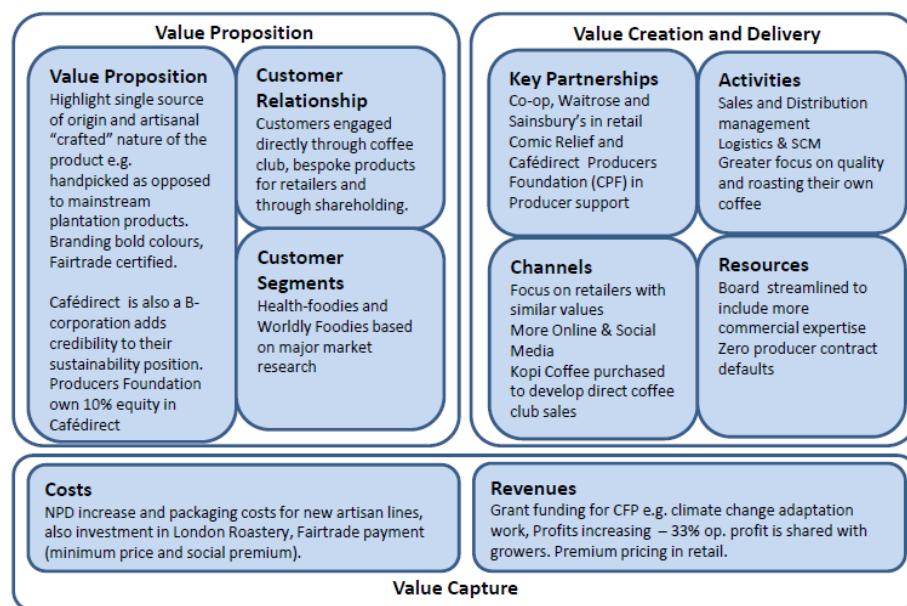 Value Proposition
Value Proposition
Highlight single source
of origin and artisanal
“crafted” nature of the
product e.g.
handpicked as opposed
to mainstream
plantation products.
Branding bold colours,
Fairtrade certified.
Cafédirect is also a B-
corporation adds
credibility to their
sustainability position.
Producers Foundation
own 10% equity in
Cafédirect
Customer
Relationship
Customers engaged
directly through coffee
club, bespoke products
for retailers and
through shareholding.
Customer
Segments
Health-foodies and
Worldly Foodies based
on major market
research
Value Creation and Delivery
Key Partnerships
Co-op, Waitrose and
Sainsbury’s in retail
Comic Relief and
Cafédirect Producers
Foundation (CPF) in
Producer support
Activities
Sales and Distribution
management
Logistics & SCM
Greater focus on quality
and roasting their own
coffee
Channels
Focus on retailers with
similar values
More Online & Social
Media
Kopi Coffee purchased
to develop direct coffee
club sales
Resources
Board streamlined to
include more
commercial expertise
Zero producer contract
defaults
Costs
NPD increase and packaging costs for new artisan lines,
also investment in London Roastery, Fairtrade payment
(minimum price and social premium).
Revenues
Grant funding for CFP e.g. climate change adaptation
work, Profits increasing – 33% op. profit is shared with
growers. Premium pricing in retail.
Value Capture